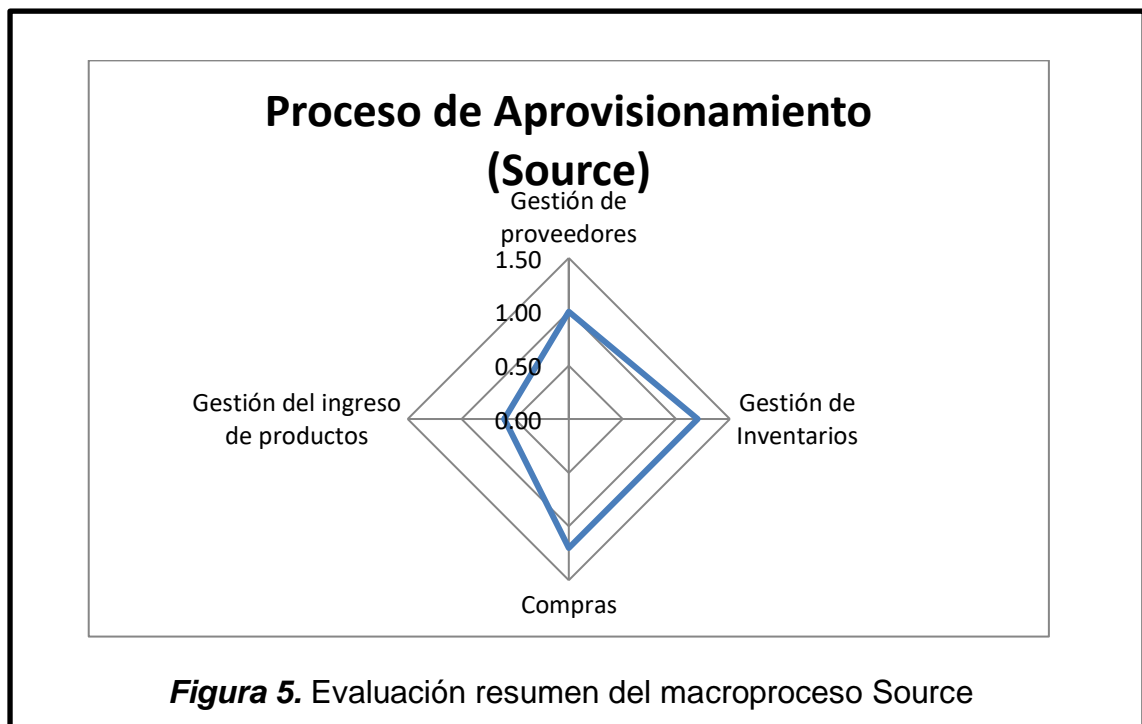 Proceso de Aprovisionamiento
(Source)
Gestión de
proveedores
1.50
1.00
0.50
0.00
Gestión del ingreso
de productos
Gestión de
Inventarios
Compras
Figura 5. Evaluación resumen del macroproceso Source